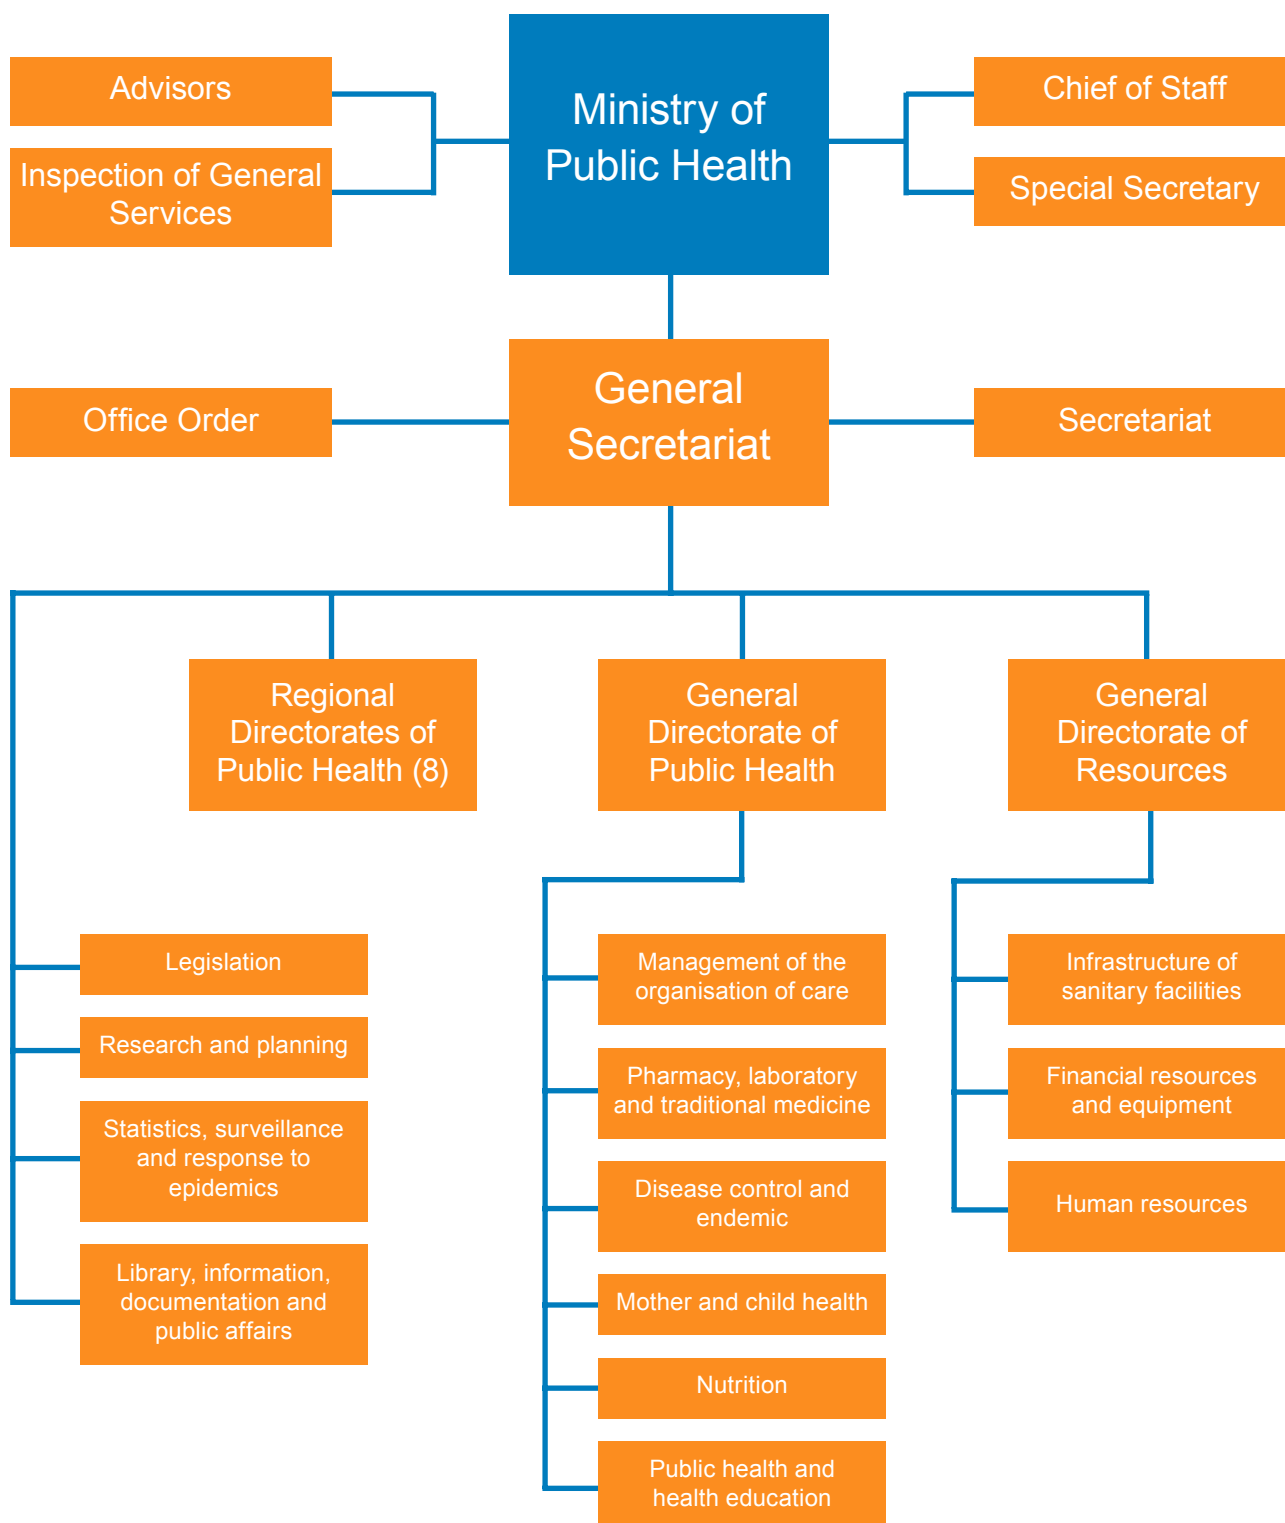 Advisors
Inspection of General
Services
Ministry of
Public Health
Chief of Staff
Special Secretary
Office Order
General
Secretariat
Secretariat
Regional
Directorates of
Public Health (8)
General
Directorate of
Public Health
General
Directorate of
Resources
Legislation
Research and planning
Statistics, surveillance
and response to
epidemics
Library, information,
documentation and
public affairs
Management of the
organisation of care
Pharmacy, laboratory
and traditional medicine
Disease control and
endemic
Mother and child health
Nutrition
Public health and
health education
Infrastructure of
sanitary facilities
Financial resources
and equipment
Human resources